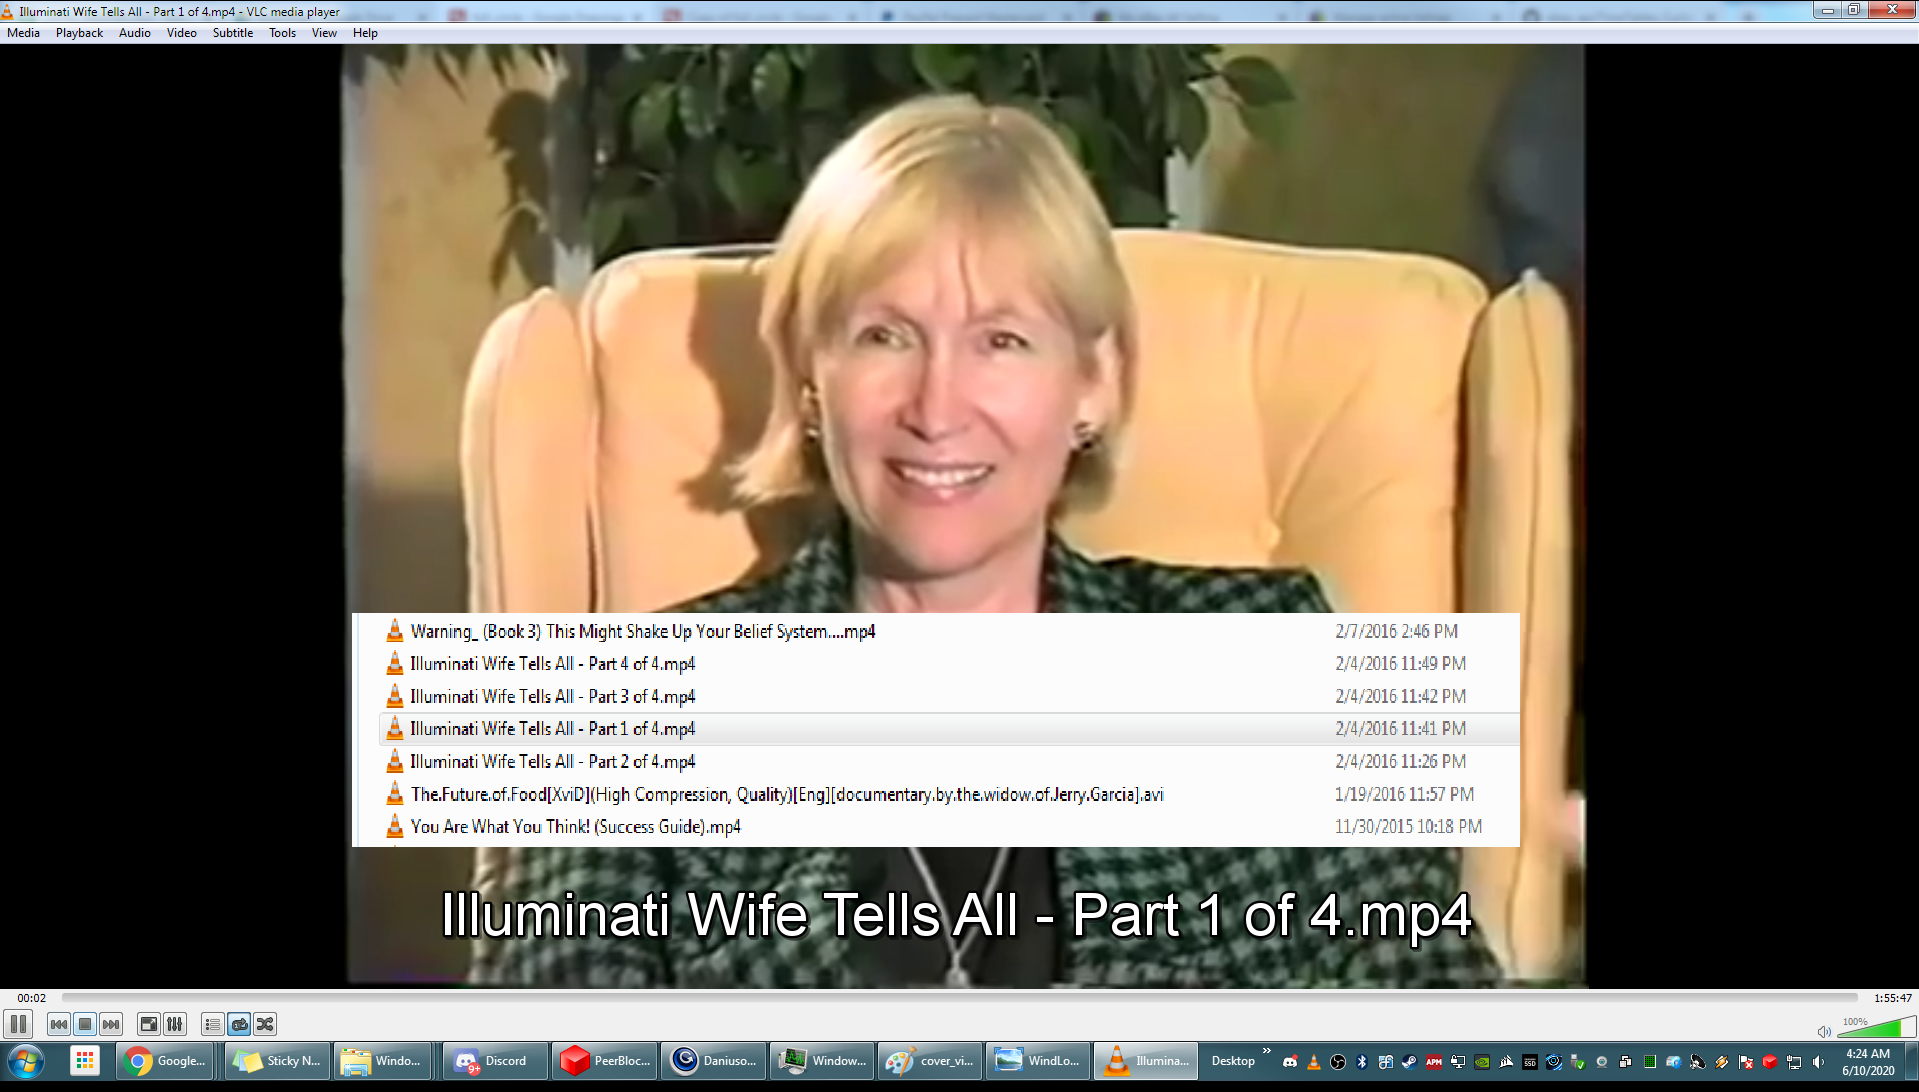 Illuminati Wife Tells All - Part 1 of 4.mp4 - VLC media player
Media Playback Audio Video Subtitle Tools View Help
Warning_ (Book 3) This Might Shake Up Your Belief System....mp4 2/7/2016 2:46 PM
Illuminati Wife Tells All - Part 4 of 4.mp4 2/4/2016 11:49 PM
Illuminati Wife Tells All - Part 3 of 4.mp4 2/4/2016 11:42 PM
Illuminati Wife Tells All - Part 1 of 4.mp4 2/4/2016 11:41 PM
Illuminati Wife Tells All - Part 2 of 4.mp4 2/4/2016 11:26 PM
The.Future.of.Food[XviD](High Compression, Quality)[Eng][documentary.by.the.widow.of.Jerry.Garcia].avi 1/19/2016 11:57 PM
You Are What You Think! (Success Guide).mp4 11/30/2015 10:18 PM
Illuminati Wife Tells All - Part 1 of 4.mp4
00:02 1:55:47
100%
Google... Sticky N... Windo... Discord PeerBloc... Daniuso... Window... cover_vi... WindLo... Illumina... Desktop » 4:24 AM
9+ APM SSD 6/10/2020